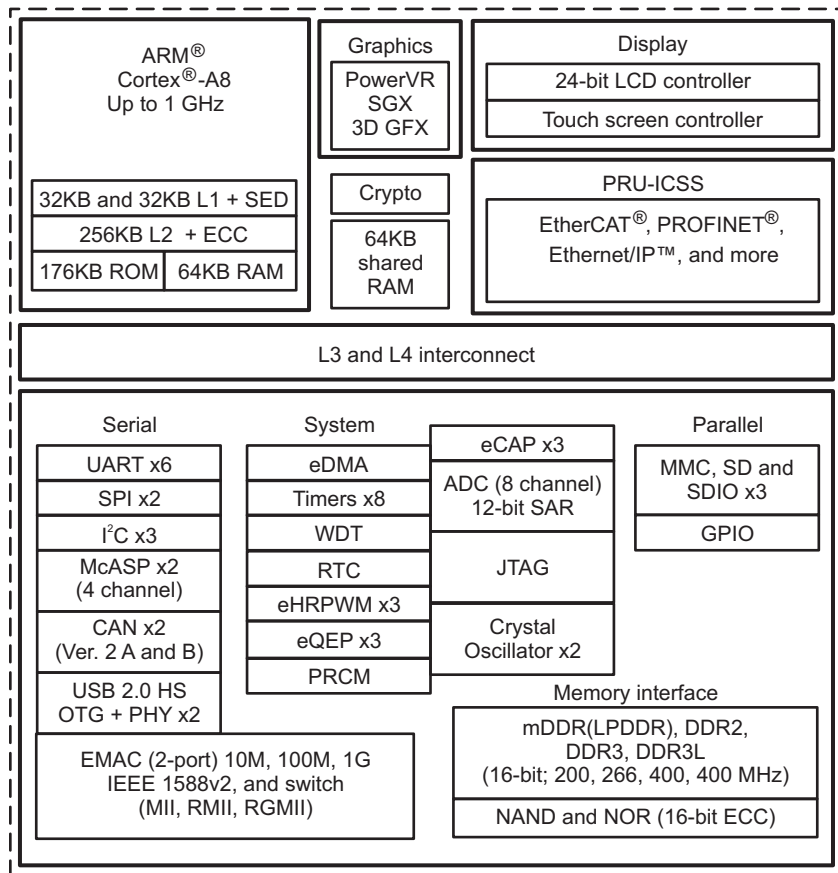 ARM®
Cortex®-A8
Up to 1 GHz
32KB and 32KB L1 + SED
256KB L2 + ECC
176KB ROM
64KB RAM
Graphics
PowerVR
SGX
3D GFX
Crypto
64KB
shared
RAM
Display
24-bit LCD controller
Touch screen controller
PRU-ICSS
EtherCAT®, PROFINET®,
Ethernet/IP™, and more
L3 and L4 interconnect
Serial
UART x6
SPI x2
I²C x3
McASP x2
(4 channel)
CAN x2
(Ver. 2 A and B)
USB 2.0 HS
OTG + PHY x2
EMAC (2-port) 10M, 100M, 1G
IEEE 1588v2, and switch
(MII, RMII, RGMII)
System
eDMA
Timers x8
WDT
RTC
eHRPWM x3
eQEP x3
PRCM
eCAP x3
ADC (8 channel)
12-bit SAR
JTAG
Crystal
Oscillator x2
Parallel
MMC, SD and
SDIO x3
GPIO
Memory interface
mDDR(LPDDR), DDR2,
DDR3, DDR3L
(16-bit; 200, 266, 400, 400 MHz)
NAND and NOR (16-bit ECC)